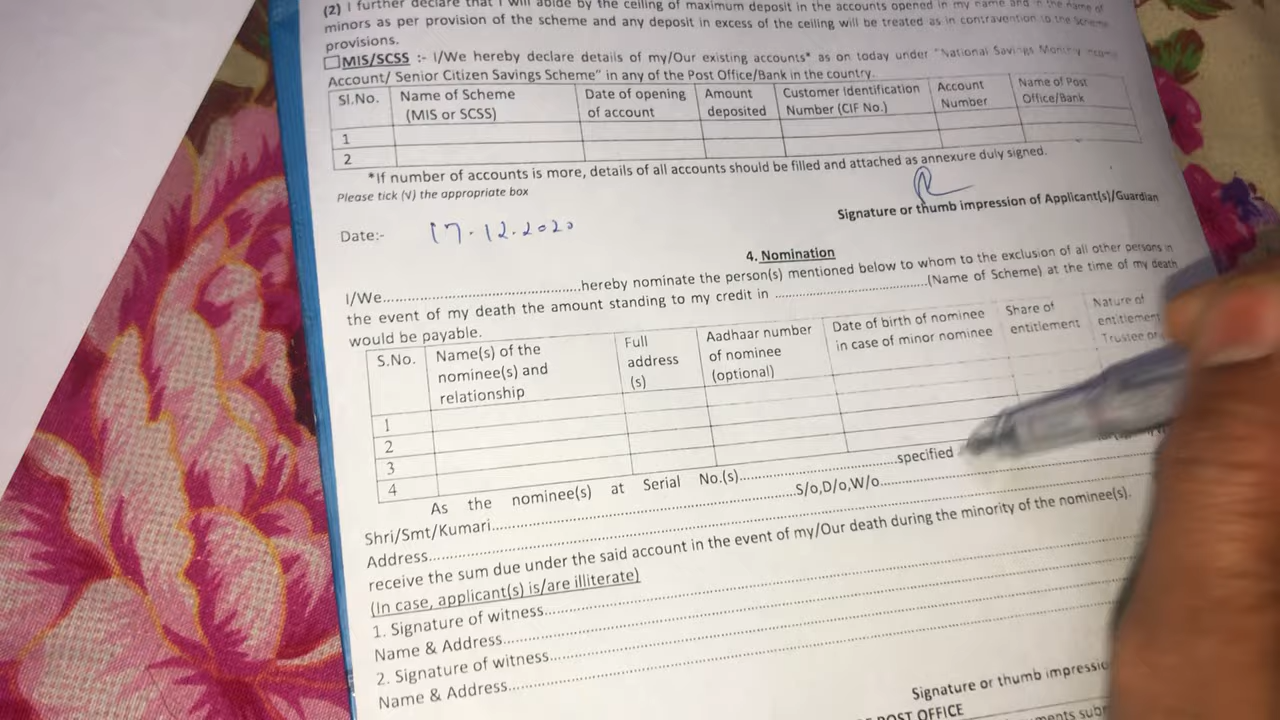 (2) I further declare that I will abide by the ceiling of maximum deposit in the accounts opened in my name and in the name of
minors as per provision of the scheme and any deposit in excess of the ceiling will be treated as in contravention to the scheme
provisions.
MIS/SCSS :- I/We hereby declare details of my/Our existing accounts* as on today under "National Savings Monthly Income
Account/ Senior Citizen Savings Scheme" in any of the Post Office/Bank in the country.
Sl.No. Name of Scheme (MIS or SCSS) Date of opening of account Amount deposited Customer Identification Number (CIF No.) Account Number Name of Post Office/Bank
1
2
*If number of accounts is more, details of all accounts should be filled and attached as annexure duly signed.
Please tick (√) the appropriate box
Signature or thumb impression of Applicant(s)/Guardian
Date:- 17.12.2020
4. Nomination
I/We..............................................hereby nominate the person(s) mentioned below to whom to the exclusion of all other persons in
the event of my death the amount standing to my credit in ...................................(Name of Scheme) at the time of my death
would be payable.
S.No. Name(s) of the nominee(s) and relationship Full address (s) Aadhaar number of nominee (optional) Date of birth of nominee in case of minor nominee Share of entitlement Nature of entitlement Trustee or
1
2
3
4
As the nominee(s) at Serial No.(s)...................................specified
Shri/Smt/Kumari.................................................................S/o,D/o,W/o.................................................................
Address.................................................................
receive the sum due under the said account in the event of my/Our death during the minority of the nominee(s).
(In case, applicant(s) is/are illiterate)
1. Signature of witness.................................................................
Name & Address.................................................................
2. Signature of witness.................................................................
Name & Address.................................................................
Signature or thumb impressio
POST OFFICE